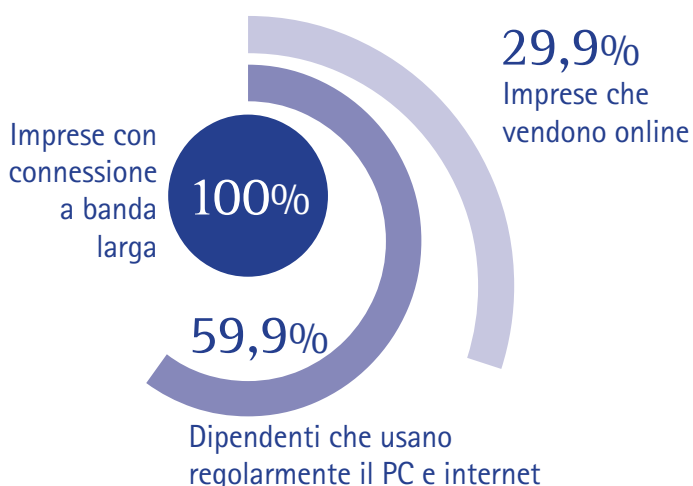 29,9%
Imprese che
vendono online
Imprese con
connessione
a banda
larga
100%
59,9%
Dipendenti che usano
regolarmente il PC e internet